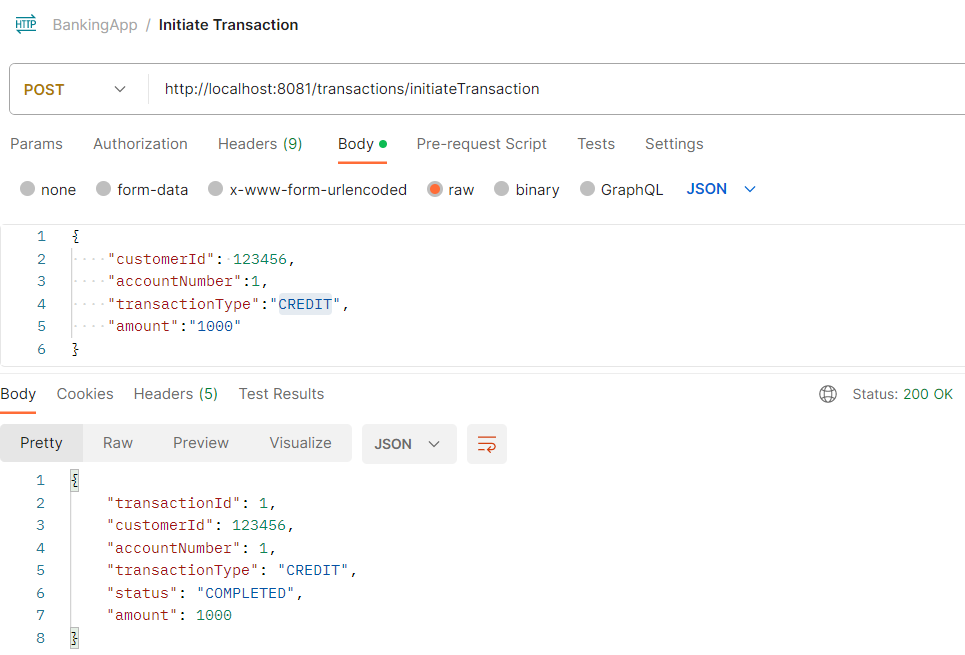 HTTP BankingApp / Initiate Transaction
POST http://localhost:8081/transactions/initiateTransaction
Params Authorization Headers (9) Body Pre-request Script Tests Settings
none form-data x-www-form-urlencoded raw binary GraphQL JSON
1 {
2 "customerId": 123456,
3 "accountNumber":1,
4 "transactionType":"CREDIT",
5 "amount":"1000"
6 }
Body Cookies Headers (5) Test Results Status: 200 OK
Pretty Raw Preview Visualize JSON
1 {
2 "transactionId": 1,
3 "customerId": 123456,
4 "accountNumber": 1,
5 "transactionType": "CREDIT",
6 "status": "COMPLETED",
7 "amount": 1000
8 }